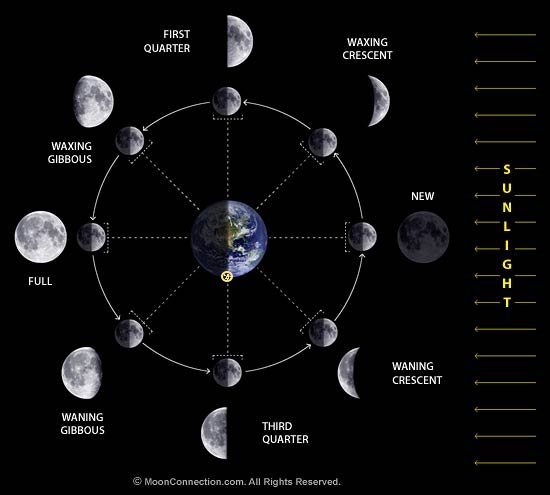 FIRST
QUARTER
WAXING
CRESCENT
WAXING
GIBBOUS
NEW
SUNLIGHT
FULL
WANING
CRESCENT
WANING
GIBBOUS
THIRD
QUARTER
© MoonConnection.com. All Rights Reserved.